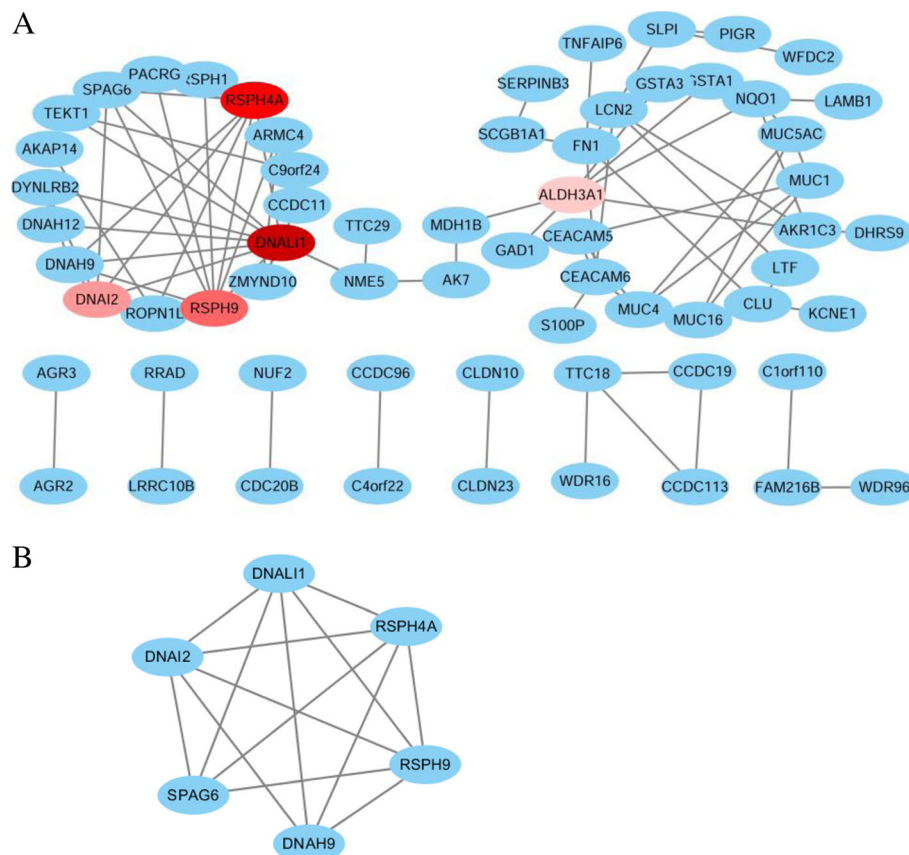 A
TNFAIP6
SLPI
PIGR
WFDC2
PACRG
RSPH1
SPAG6
RSPH4A
SERPINB3
GSTA3
GSTA1
NQO1
LAMB1
TEKT1
ARMC4
SCGB1A1
LCN2
MUC5AC
AKAP14
C9orf24
FN1
DYNLRB2
CCDC11
ALDH3A1
MUC1
DNAH12
DNALI1
TTC29
MDH1B
CEACAM5
AKR1C3
DHRS9
GAD1
DNAH9
ZMYND10
NME5
AK7
CEACAM6
LTF
DNAI2
ROPN1L
RSPH9
S100P
MUC4
MUC16
CLU
KCNE1
AGR3
RRAD
NUF2
CCDC96
CLDN10
TTC18
CCDC19
C1orf110
AGR2
LRRC10B
CDC20B
C4orf22
CLDN23
WDR16
CCDC113
FAM216B
WDR96
B
DNALI1
RSPH4A
DNAI2
RSPH9
SPAG6
DNAH9